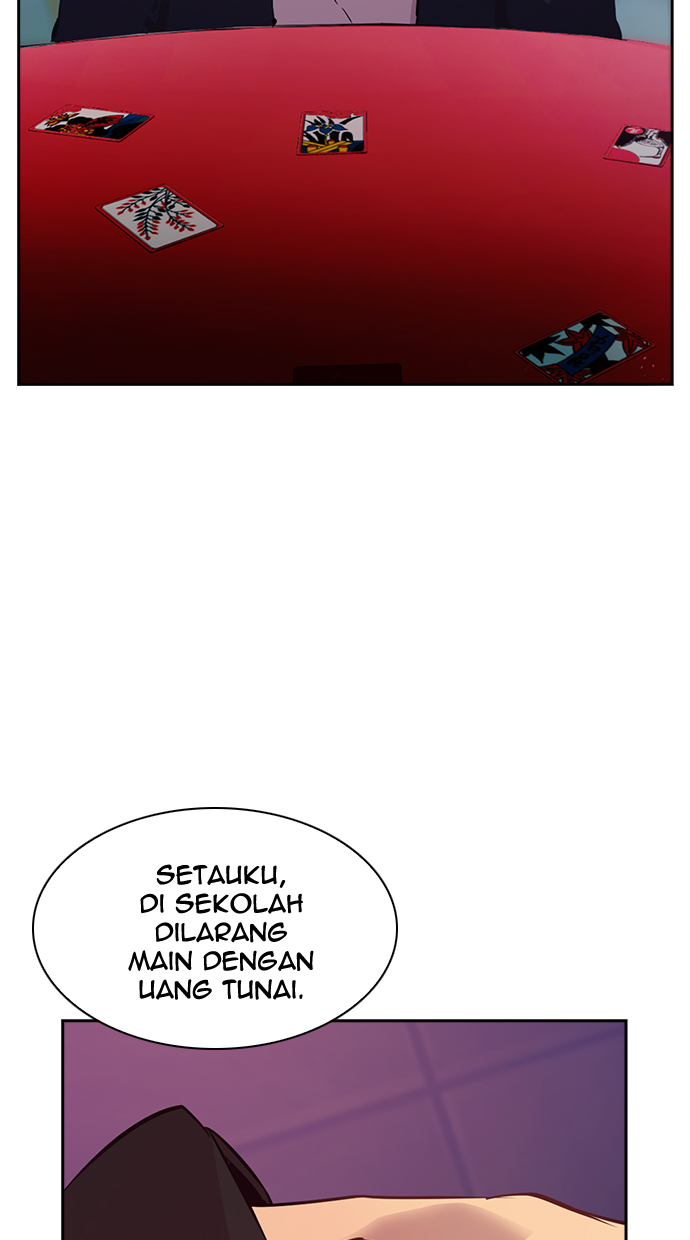 SETAUKU,
DI SEKOLAH
DILARANG
MAIN DENGAN
UANG TUNAI.